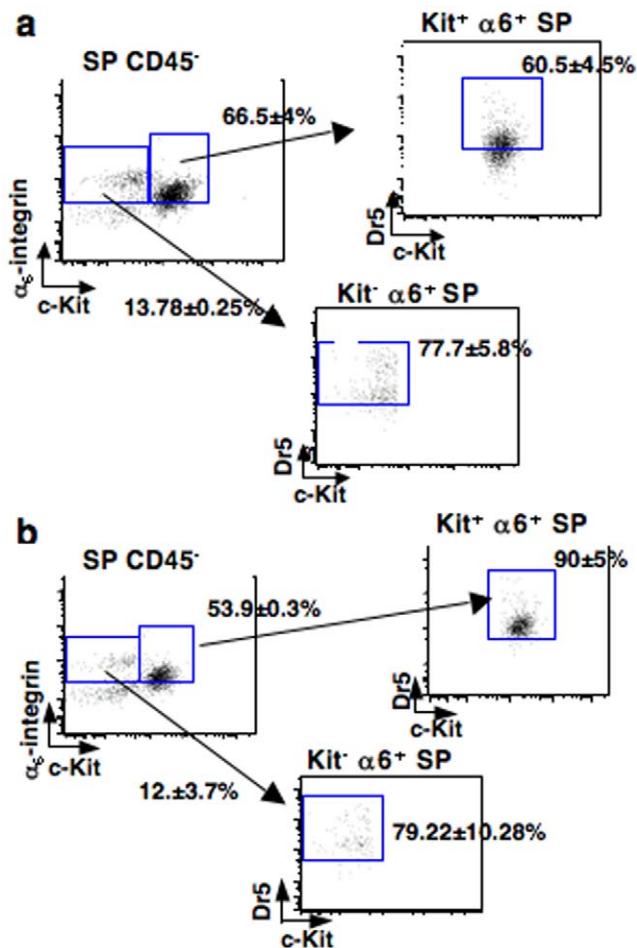 a
SP CD45⁻
Kit⁺ α6⁺ SP
66.5±4%
60.5±4.5%
α₆-integrin
c-Kit
Dr5
c-Kit
13.78±0.25%
Kit⁻ α6⁺ SP
77.7±5.8%
Dr5
c-Kit
b
SP CD45⁻
Kit⁺ α6⁺ SP
53.9±0.3%
90±5%
α₆-integrin
c-Kit
Dr5
c-Kit
12.±3.7%
Kit⁻ α6⁺ SP
79.22±10.28%
Dr5
c-Kit